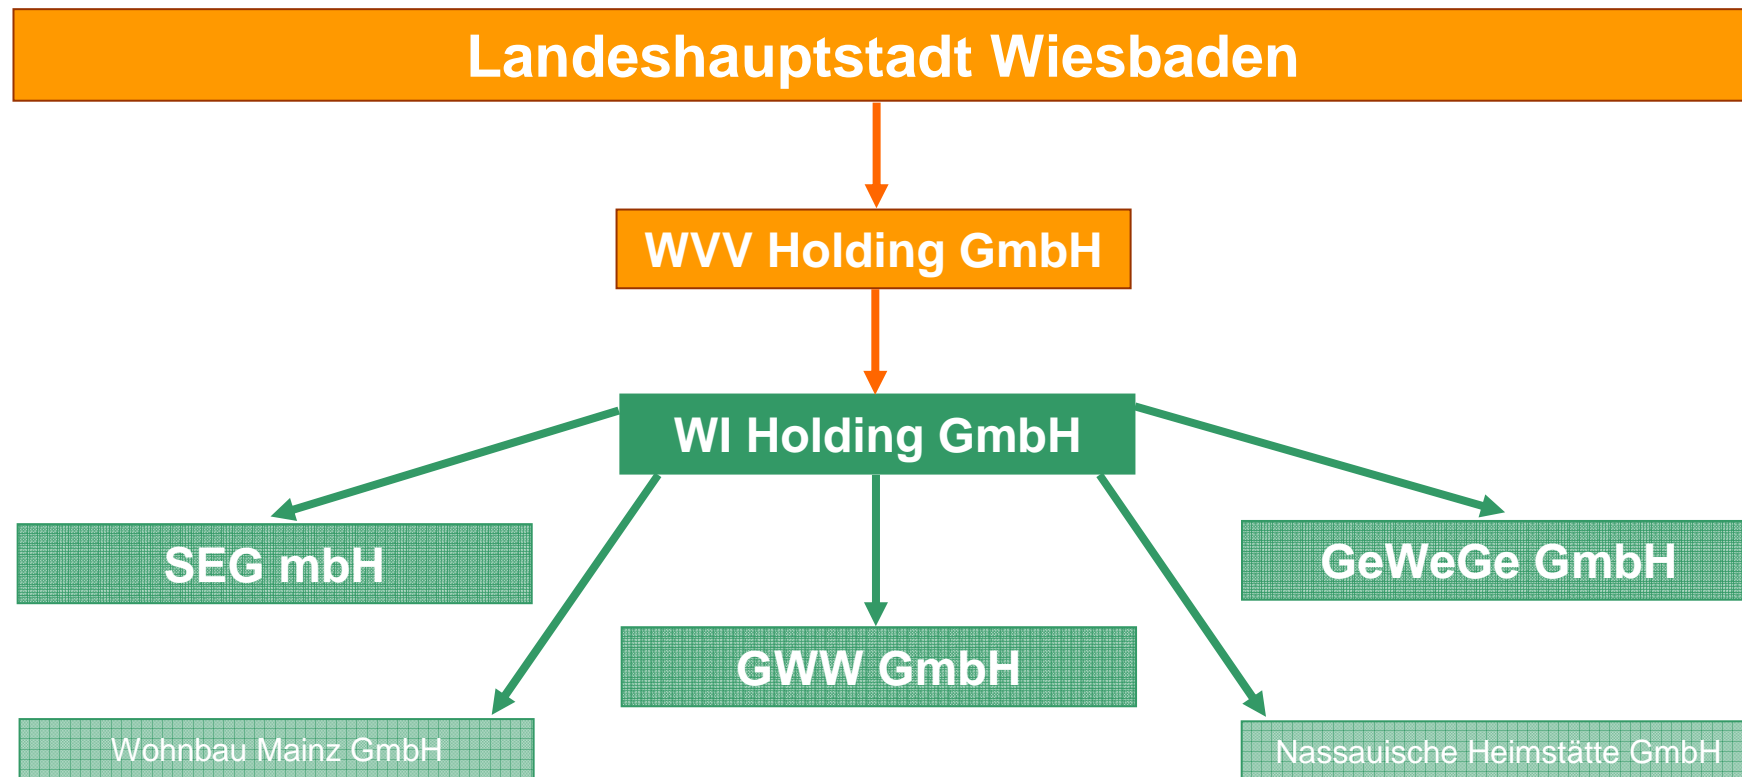 Landeshauptstadt Wiesbaden
WVV Holding GmbH
WI Holding GmbH
SEG mbH
GeWeGe GmbH
GWW GmbH
Wohnbau Mainz GmbH
Nassauische Heimstätte GmbH